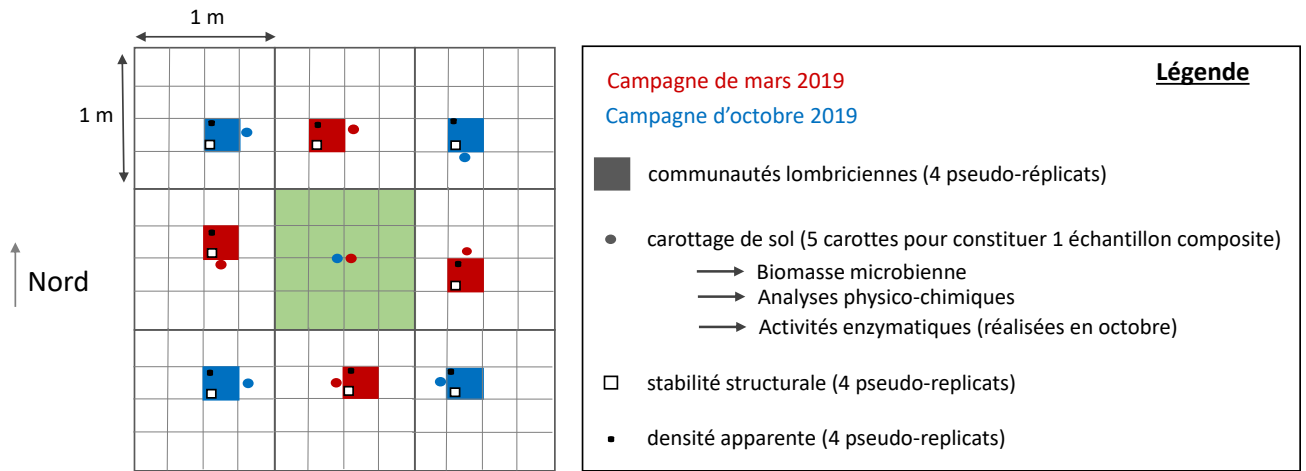 1 m
1 m
Nord
Légende
Campagne de mars 2019
Campagne d'octobre 2019
communautés lombriciennes (4 pseudo-réplicats)
carottage de sol (5 carottes pour constituer 1 échantillon composite)
Biomasse microbienne
Analyses physico-chimiques
Activités enzymatiques (réalisées en octobre)
stabilité structurale (4 pseudo-replicats)
densité apparente (4 pseudo-replicats)